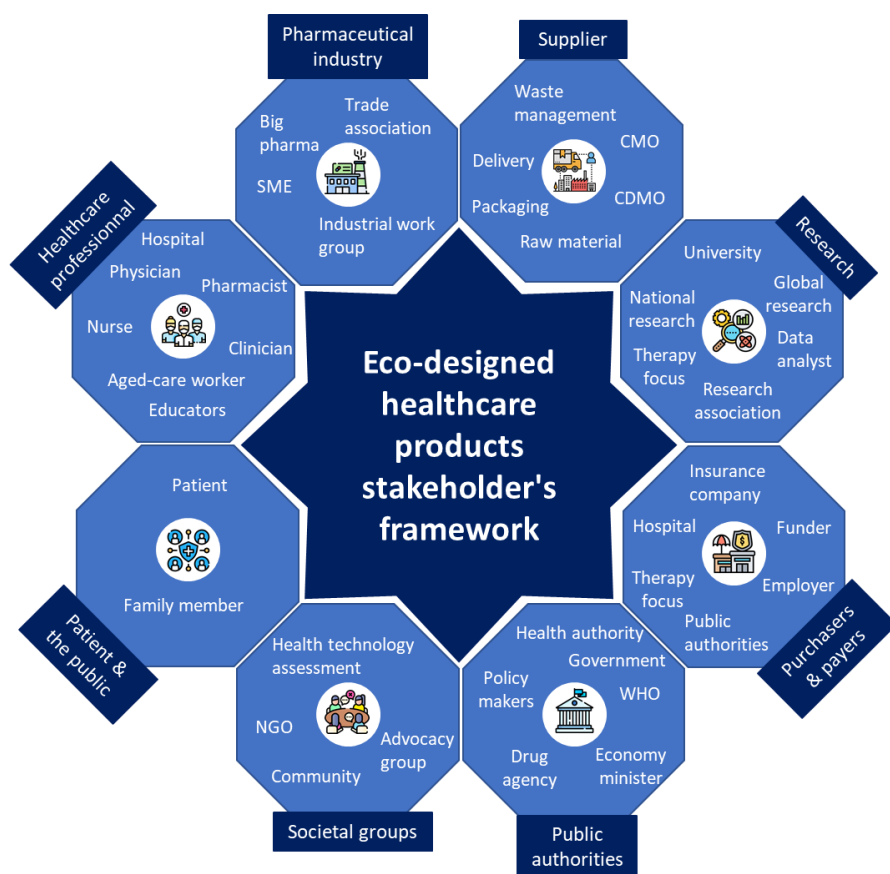 Pharmaceutical
industry
Big
pharma
Trade
association
SME
Industrial work
group
Supplier
Waste
management
CMO
Delivery
CDMO
Packaging
Raw material
Research
University
National
research
Global
research
Therapy
focus
Data
analyst
Research
association
Purchasers
& payers
Insurance
company
Hospital
Funder
Therapy
focus
Employer
Public
authorities
Public
authorities
Health authority
Government
Policy
makers
WHO
Drug
agency
Economy
minister
Societal groups
Health technology
assessment
NGO
Advocacy
group
Community
Patient &
the public
Patient
Family member
Healthcare
professionnal
Hospital
Physician
Pharmacist
Nurse
Clinician
Aged-care worker
Educators
Eco-designed
healthcare
products
stakeholder's
framework